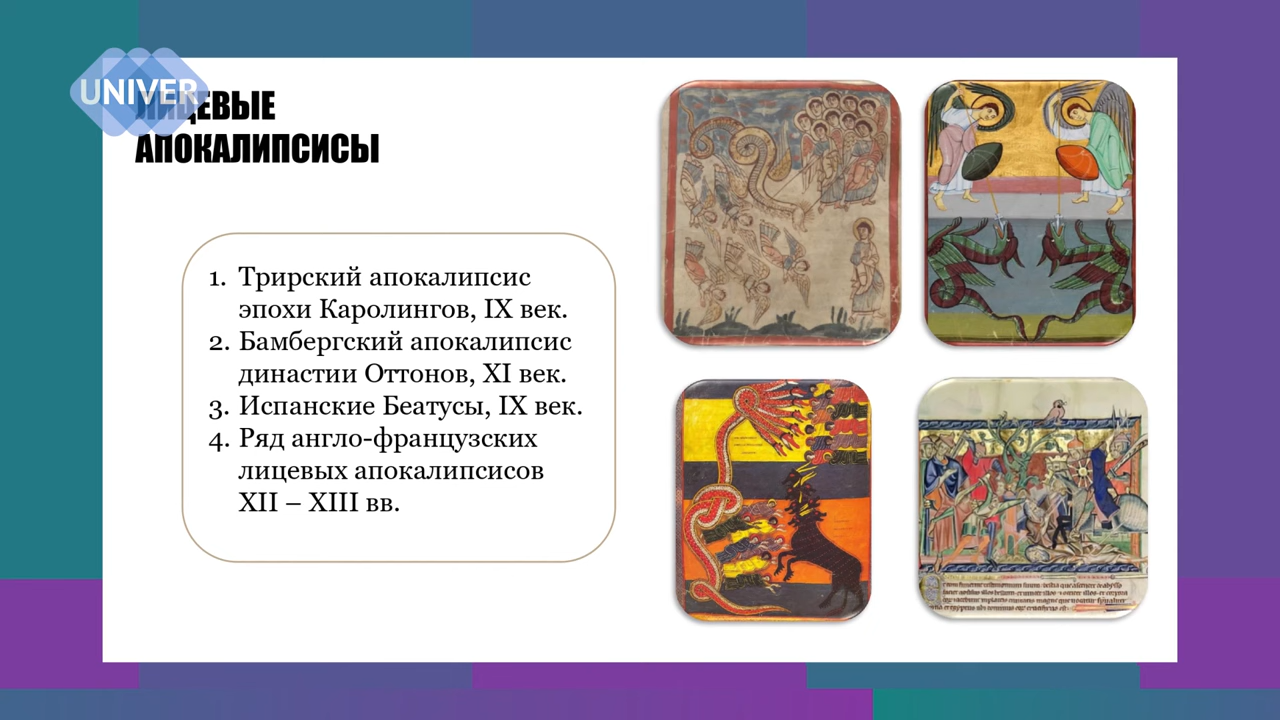 UNIVER
ЛИЦЕВЫЕ
АПОКАЛИПСИСЫ
1. Трирский апокалипсис
эпохи Каролингов, IX век.
2. Бамбергский апокалипсис
династии Оттонов, XI век.
3. Испанские Беатусы, IX век.
4. Ряд англо-французских
лицевых апокалипсисов
XII – XIII вв.